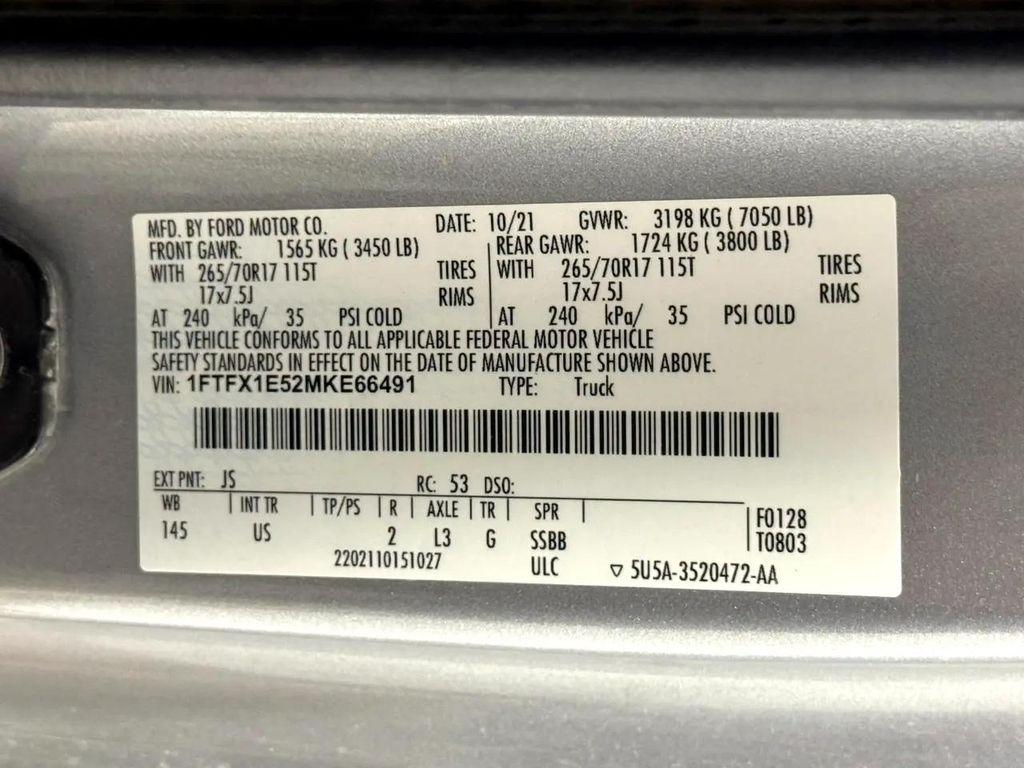 MFD. BY FORD MOTOR CO. DATE: 10/21 GVWR: 3198 KG ( 7050 LB)
FRONT GAWR: 1565 KG ( 3450 LB) REAR GAWR: 1724 KG ( 3800 LB)
WITH 265/70R17 115T TIRES WITH 265/70R17 115T TIRES
17x7.5J RIMS 17x7.5J RIMS
AT 240 kPa/ 35 PSI COLD AT 240 kPa/ 35 PSI COLD
THIS VEHICLE CONFORMS TO ALL APPLICABLE FEDERAL MOTOR VEHICLE
SAFETY STANDARDS IN EFFECT ON THE DATE OF MANUFACTURE SHOWN ABOVE.
VIN: 1FTFX1E52MKE66491 TYPE: Truck
EXT PNT: JS RC: 53 DSO:
WB INT TR TP/PS R AXLE TR SPR
145 US 2 L3 G SSBB
F0128
T0803
2202110151027 ULC ▽ 5U5A-3520472-AA